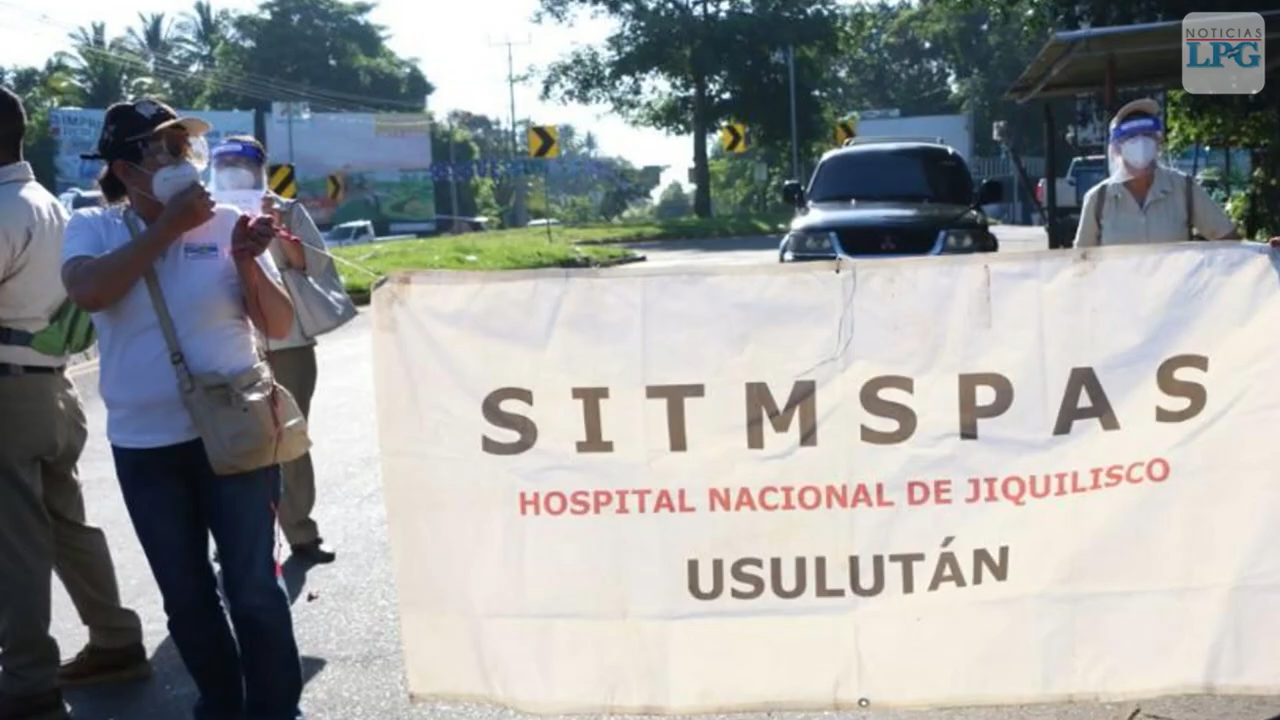 NOTICIAS
LPG
SITMSPAS
HOSPITAL NACIONAL DE JIQUILISCO
USULUTÁN